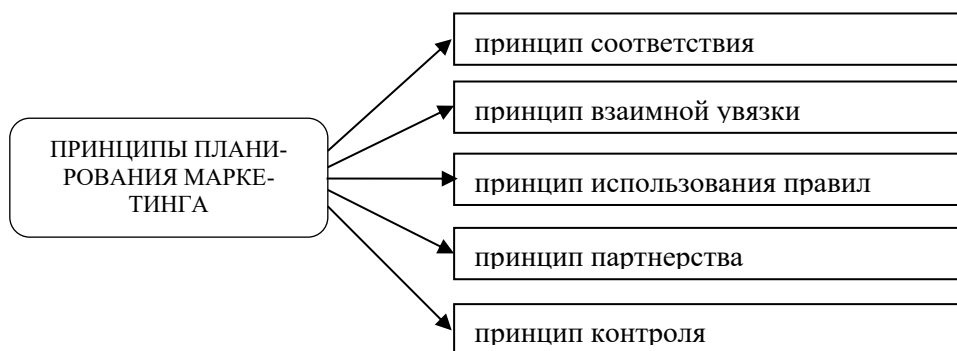 ПРИНЦИПЫ ПЛАНИ-
РОВАНИЯ МАРКЕ-
ТИНГА
принцип соответствия
принцип взаимной увязки
принцип использования правил
принцип партнерства
принцип контроля